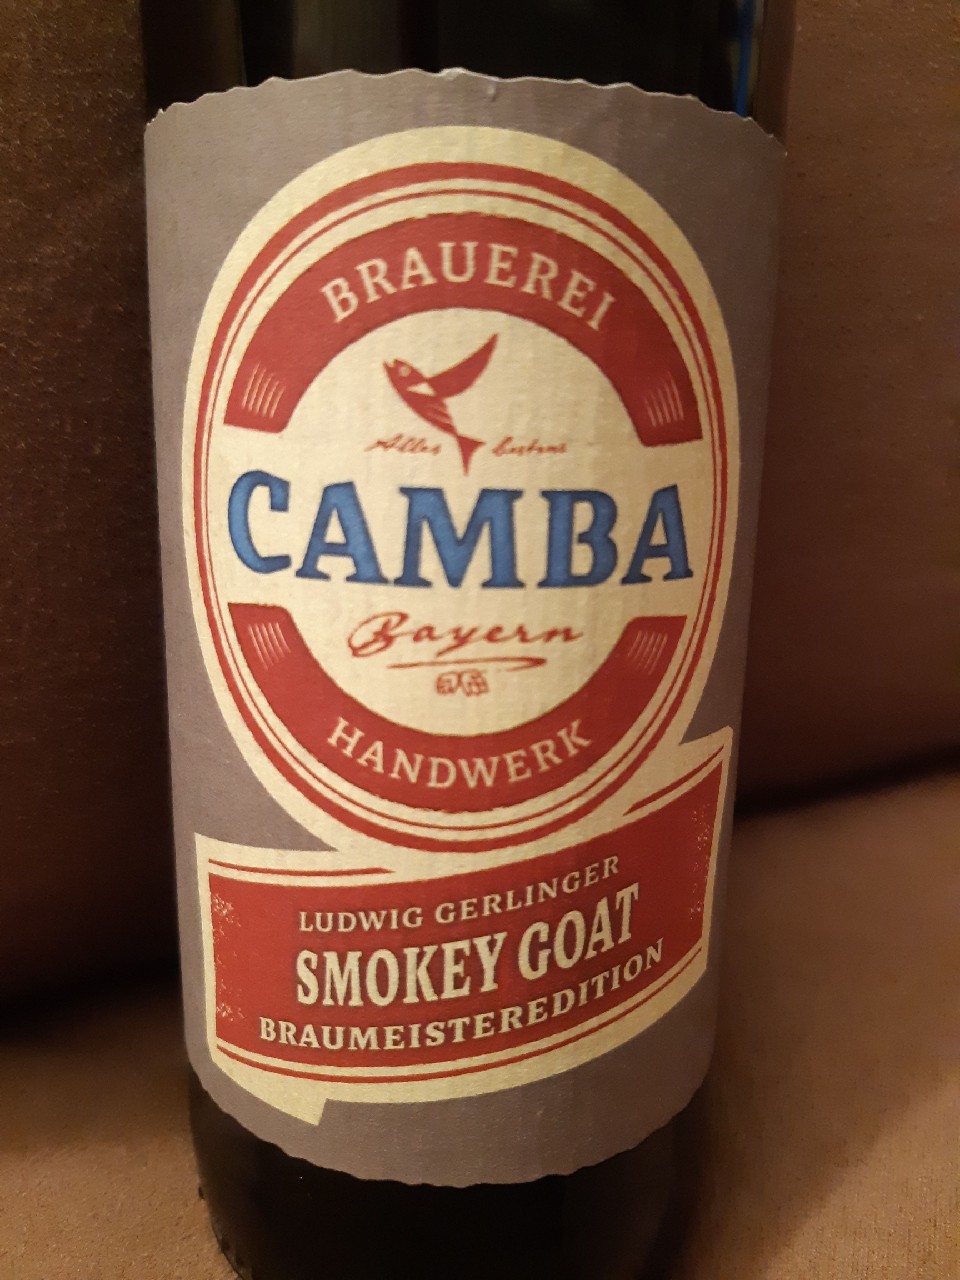 BRAUEREI
Alles bestens
CAMBA
Bayern
HANDWERK
LUDWIG GERLINGER
SMOKEY GOAT
BRAUMEISTEREDITION